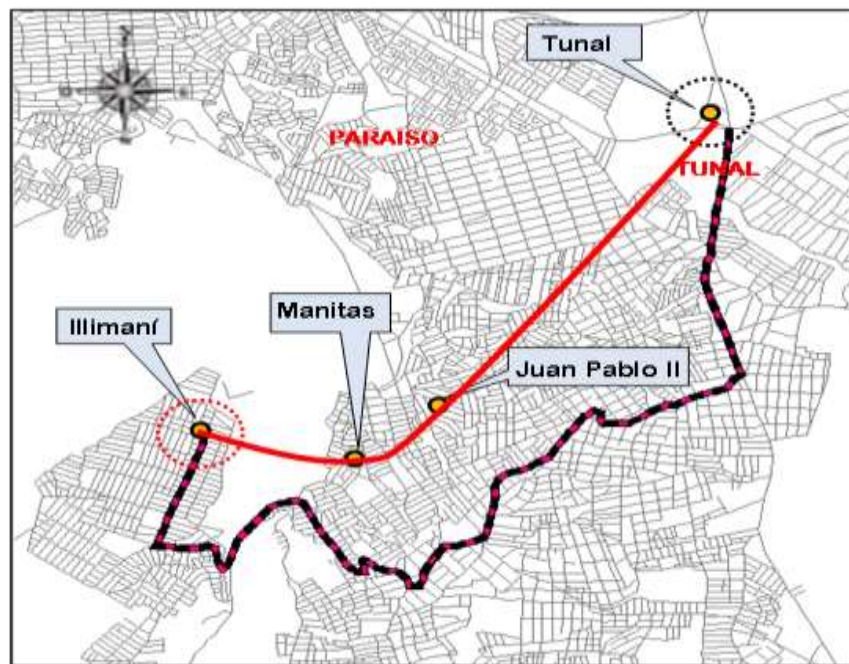 Tunal
PARAISO
TUNAL
Manitas
Illimaní
Juan Pablo II